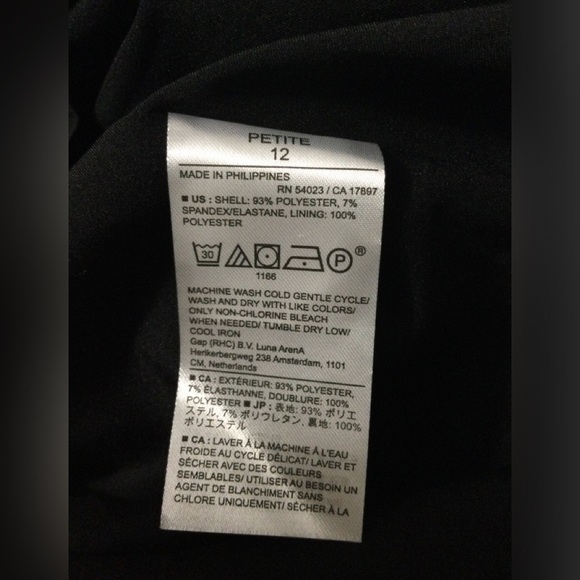 PETITE
12
MADE IN PHILIPPINES
RN 54023 / CA 17897
■ US : SHELL: 93% POLYESTER, 7%
SPANDEX/ELASTANE, LINING: 100%
POLYESTER
30 P ®
1166
MACHINE WASH COLD GENTLE CYCLE/
WASH AND DRY WITH LIKE COLORS/
ONLY NON-CHLORINE BLEACH
WHEN NEEDED/ TUMBLE DRY LOW/
COOL IRON
Gap (RHC) B.V. Luna ArenA
Herikerbergweg 238 Amsterdam, 1101
CM, Netherlands
■ CA : EXTÉRIEUR: 93% POLYESTER,
7% ÉLASTHANNE, DOUBLURE: 100%
POLYESTER ■ JP : 表地: 93% ポリエ
ステル, 7% ポリウレタン, 裏地: 100%
ポリエステル
■ CA : LAVER À LA MACHINE À L'EAU
FROIDE AU CYCLE DÉLICAT/ LAVER ET
SÉCHER AVEC DES COULEURS
SEMBLABLES/ UTILISER AU BESOIN UN
AGENT DE BLANCHIMENT SANS
CHLORE UNIQUEMENT/ SÉCHER À LA